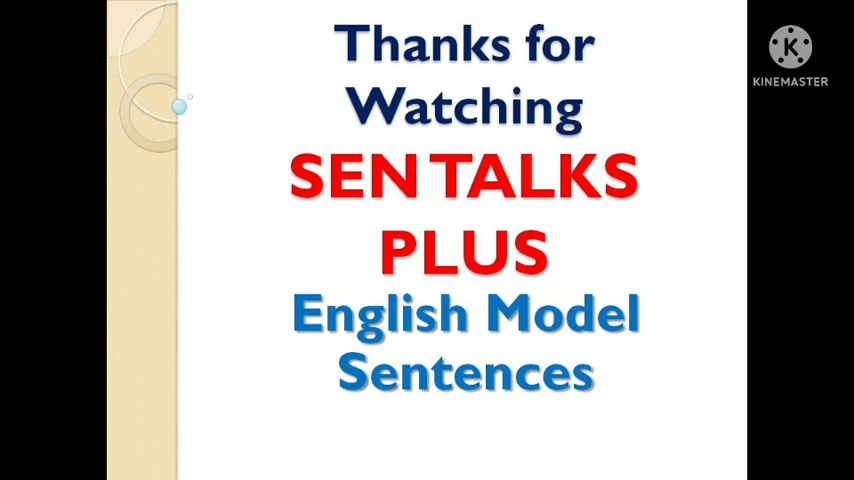 Thanks for
Watching
SEN TALKS
PLUS
English Model
Sentences
KINEMASTER